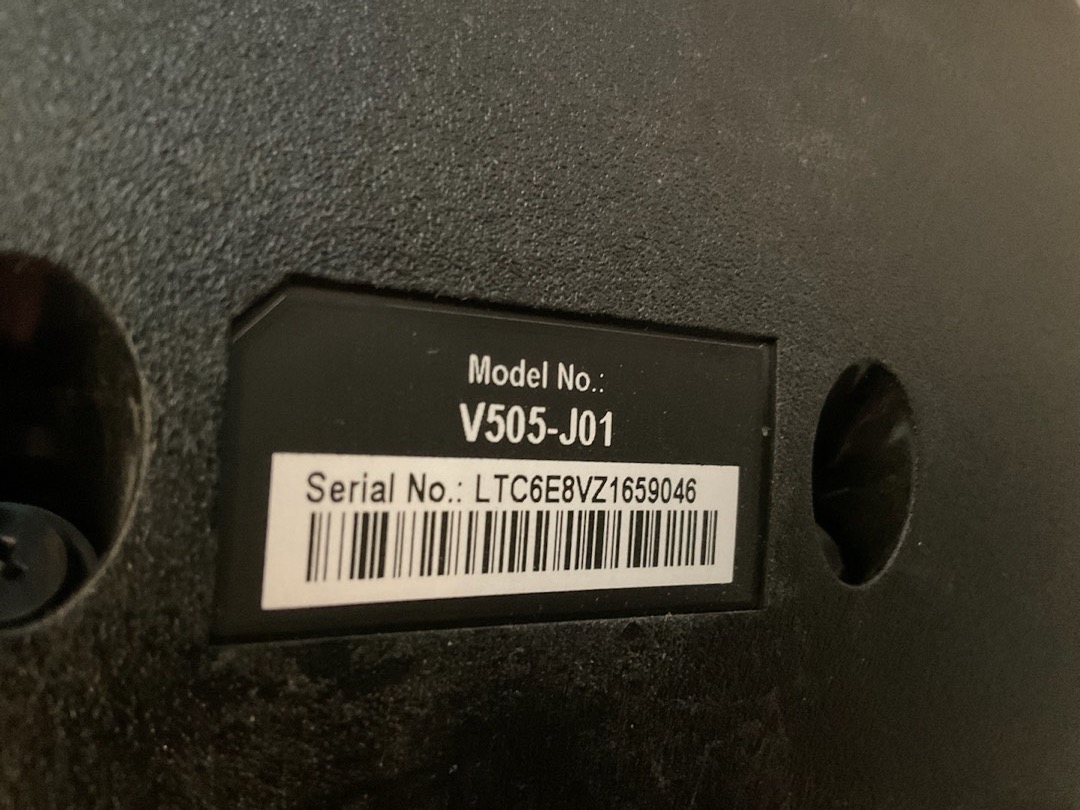 Model No.:
V505-J01
Serial No.: LTC6E8VZ1659046